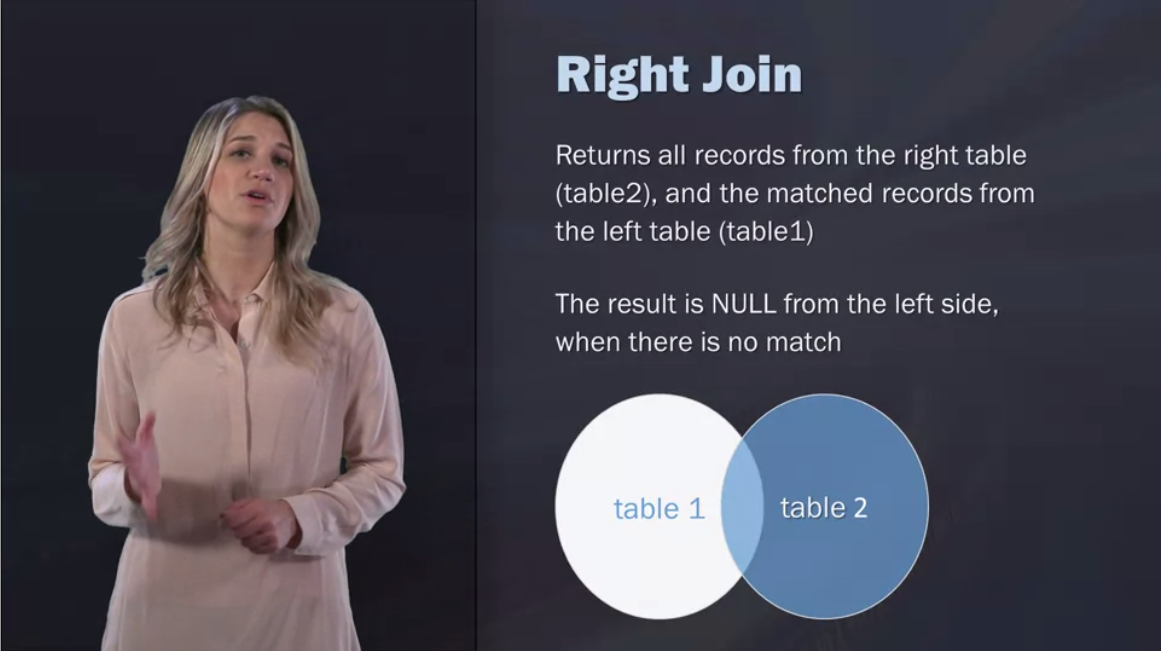 Right Join
Returns all records from the right table
(table2), and the matched records from
the left table (table1)
The result is NULL from the left side,
when there is no match
table 1
table 2